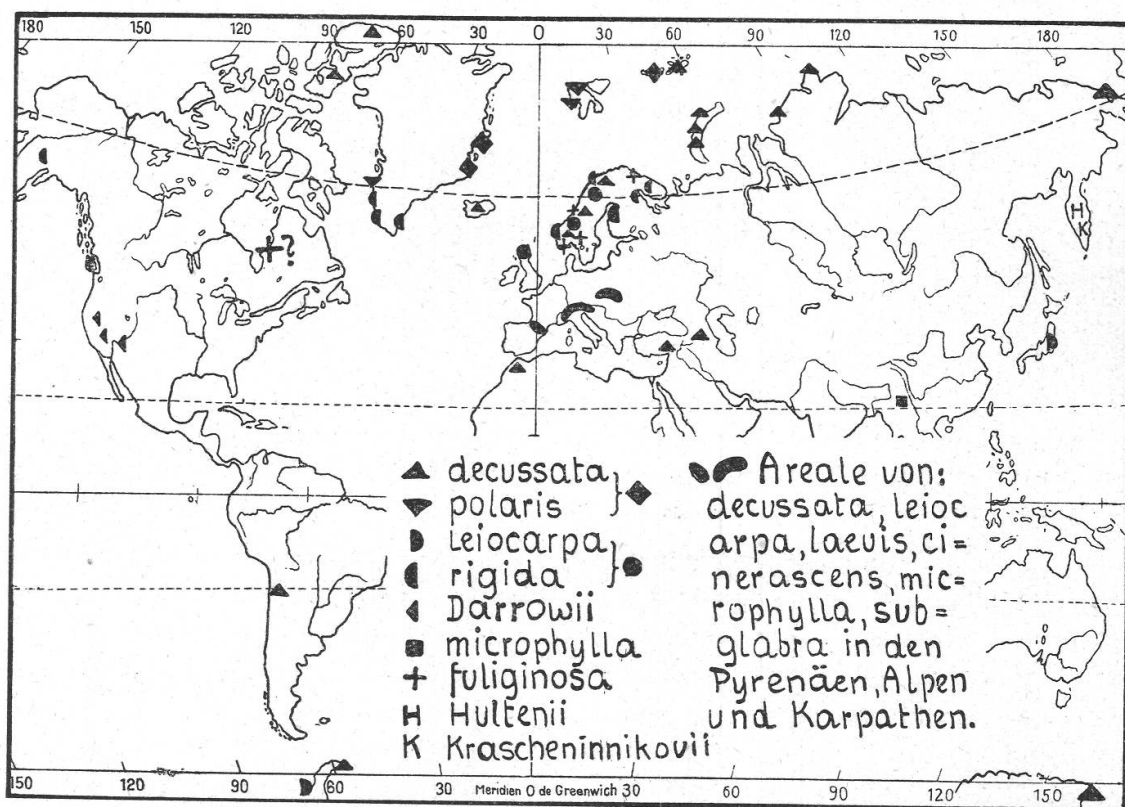 180 150 120 90 60 30 0 30 60 90 120 150 180
?
H
K
decussata
polaris
Leiocarpa
rigida
Darrowii
microphylla
fuliginosa
H Hultenii
K Krascheninnikovii
Areale von:
decussata, leioc
arpa, laevis, ci=
nerascens, mic=
rophylla, sub=
glabra in den
Pyrenäen, Alpen
und Karpathen.
150 120 90 60 Meridien 0 de Greenwich 30 60 90 120 150